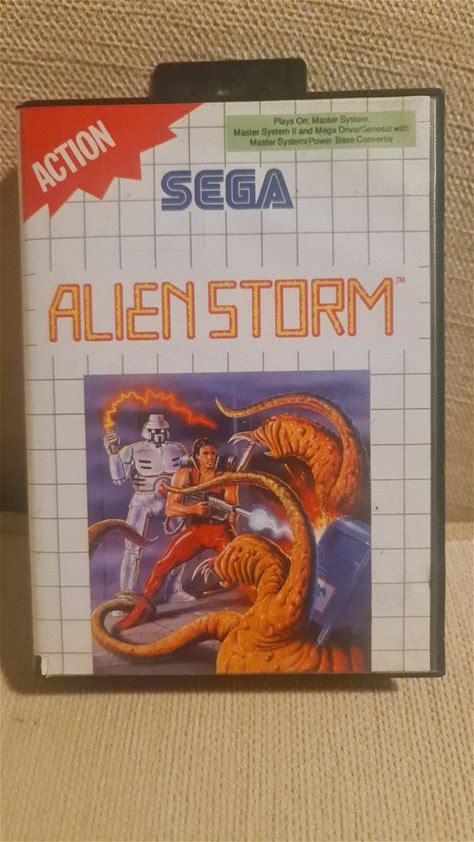 ACTION
Plays On: Master System,
Master System II and Mega Drive/Genesis with
Master System/Power Base Converter
SEGA
ALIEN STORM™